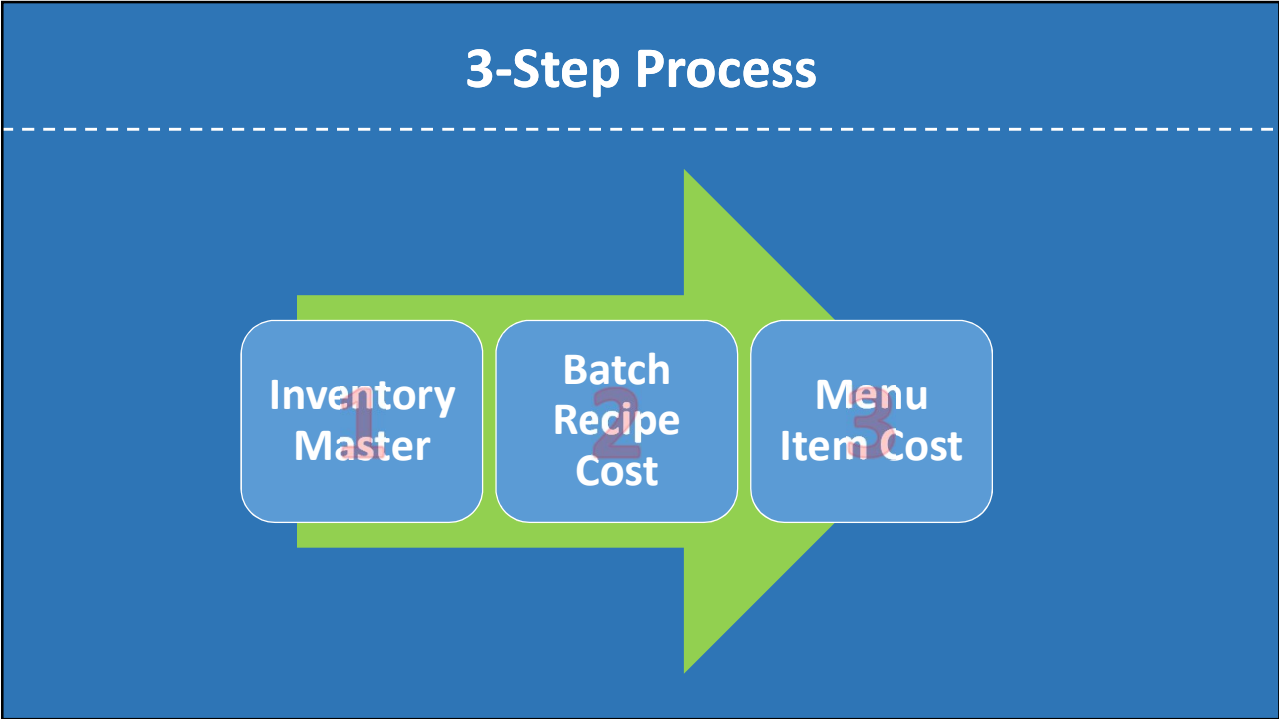 3-Step Process
Inventory
Master
1
Batch
Recipe
Cost
2
Menu
Item Cost
3